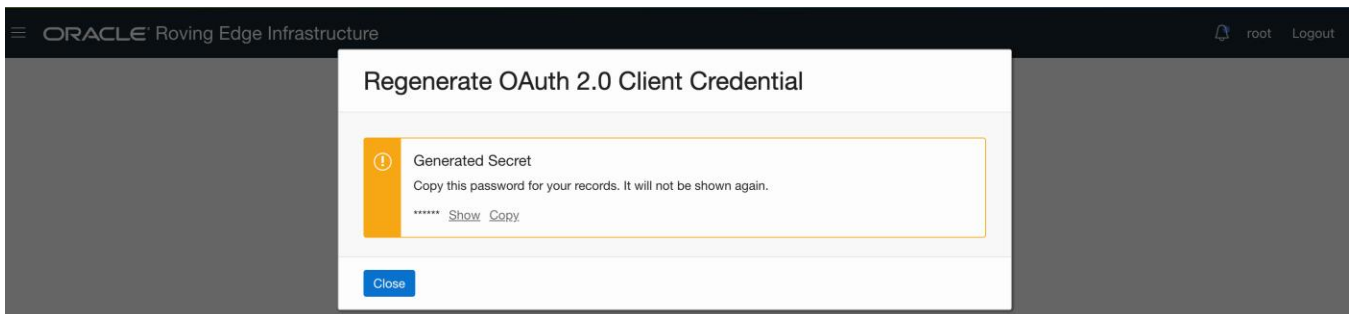 ORACLE Roving Edge Infrastructure
root Logout
Regenerate OAuth 2.0 Client Credential
Generated Secret
Copy this password for your records. It will not be shown again.
****** Show Copy
Close